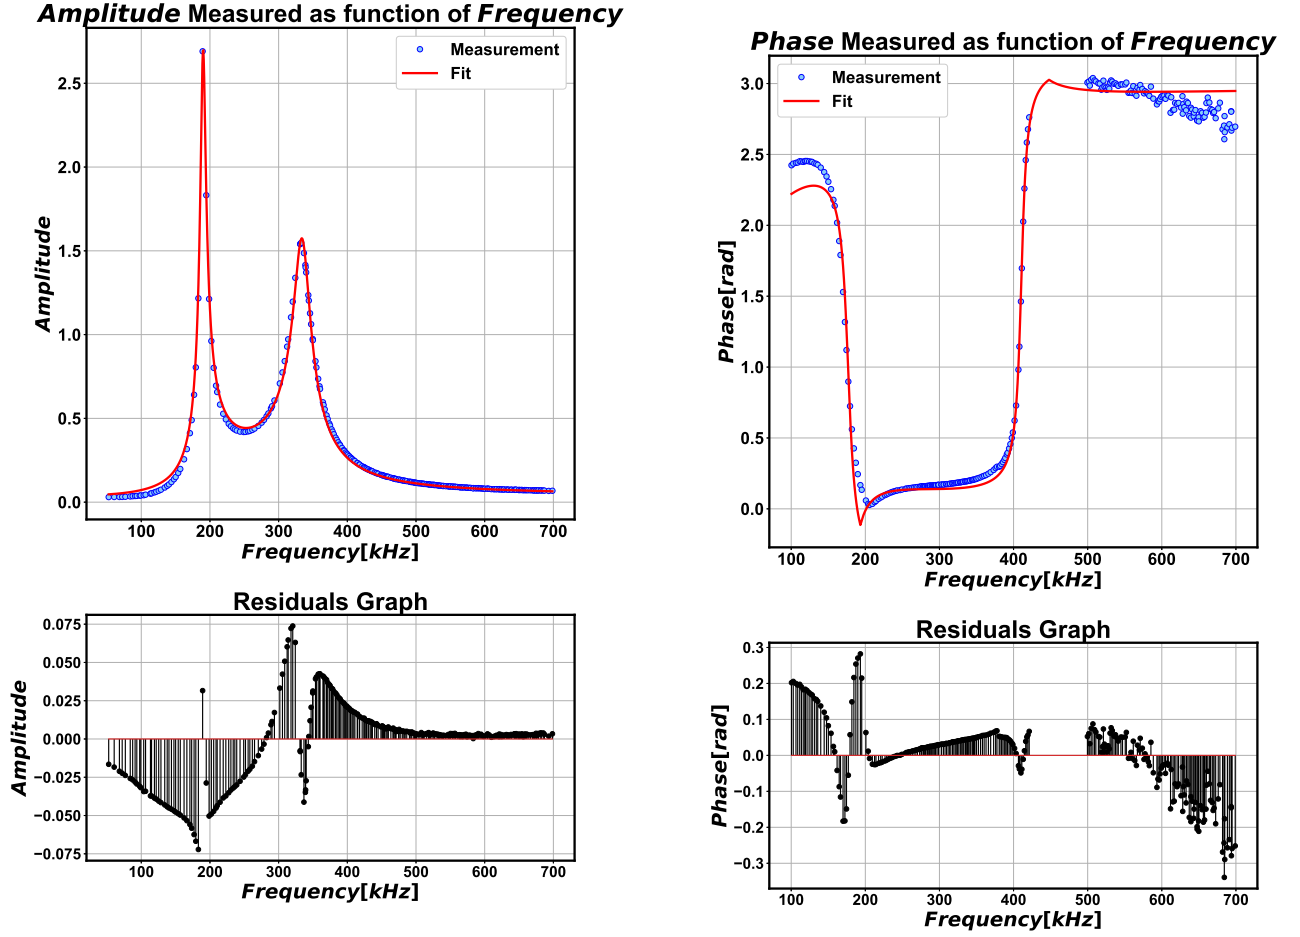 Amplitude Measured as function of Frequency
Measurement
Fit
2.5
2.0
1.5
1.0
0.5
0.0
Amplitude
100 200 300 400 500 600 700
Frequency[kHz]
Residuals Graph
0.075
0.050
0.025
0.000
−0.025
−0.050
−0.075
Amplitude
100 200 300 400 500 600 700
Frequency[kHz]
Phase Measured as function of Frequency
Measurement
Fit
3.0
2.5
2.0
1.5
1.0
0.5
0.0
Phase[rad]
100 200 300 400 500 600 700
Frequency[kHz]
Residuals Graph
0.3
0.2
0.1
0.0
−0.1
−0.2
−0.3
Phase[rad]
100 200 300 400 500 600 700
Frequency[kHz]